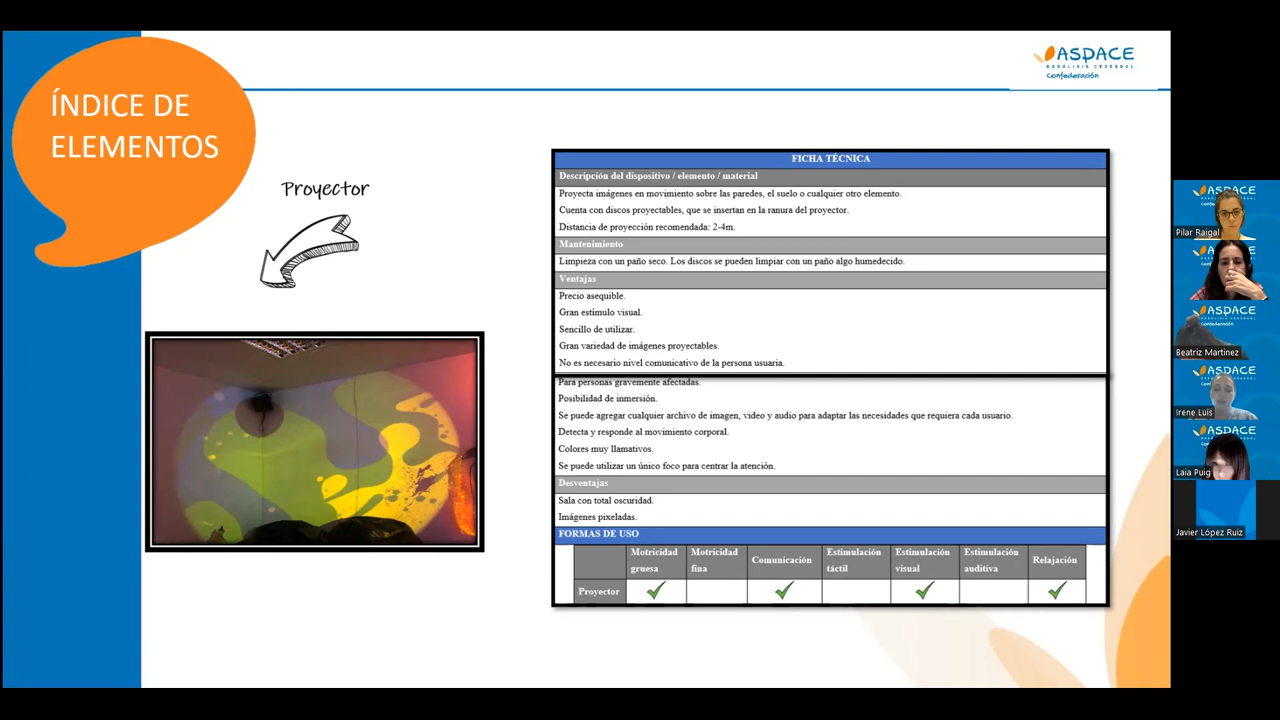 ÍNDICE DE
ELEMENTOS
ASPACE
PARÁLISIS CEREBRAL
Confederación
Proyector
FICHA TÉCNICA
Descripción del dispositivo / elemento / material
Proyecta imágenes en movimiento sobre las paredes, el suelo o cualquier otro elemento.
Cuenta con discos proyectables, que se insertan en la ranura del proyector.
Distancia de proyección recomendada: 2-4m.
Mantenimiento
Limpieza con un paño seco. Los discos se pueden limpiar con un paño algo humedecido.
Ventajas
Precio asequible.
Gran estímulo visual.
Sencillo de utilizar.
Gran variedad de imágenes proyectables.
No es necesario nivel comunicativo de la persona usuaria.
Para personas gravemente afectadas.
Posibilidad de inmersión.
Se puede agregar cualquier archivo de imagen, video y audio para adaptar las necesidades que requiera cada usuario.
Detecta y responde al movimiento corporal.
Colores muy llamativos.
Se puede utilizar un único foco para centrar la atención.
Desventajas
Sala con total oscuridad.
Imágenes pixeladas.
FORMAS DE USO
Motricidad gruesa
Motricidad fina
Comunicación
Estimulación táctil
Estimulación visual
Estimulación auditiva
Relajación
Proyector
ASPACE
Pilar Raigal
ASPACE
Confederación
Beatriz Martinez
ASPACE
Irene Luis
ASPACE
Laia Puig
Javier López Ruiz